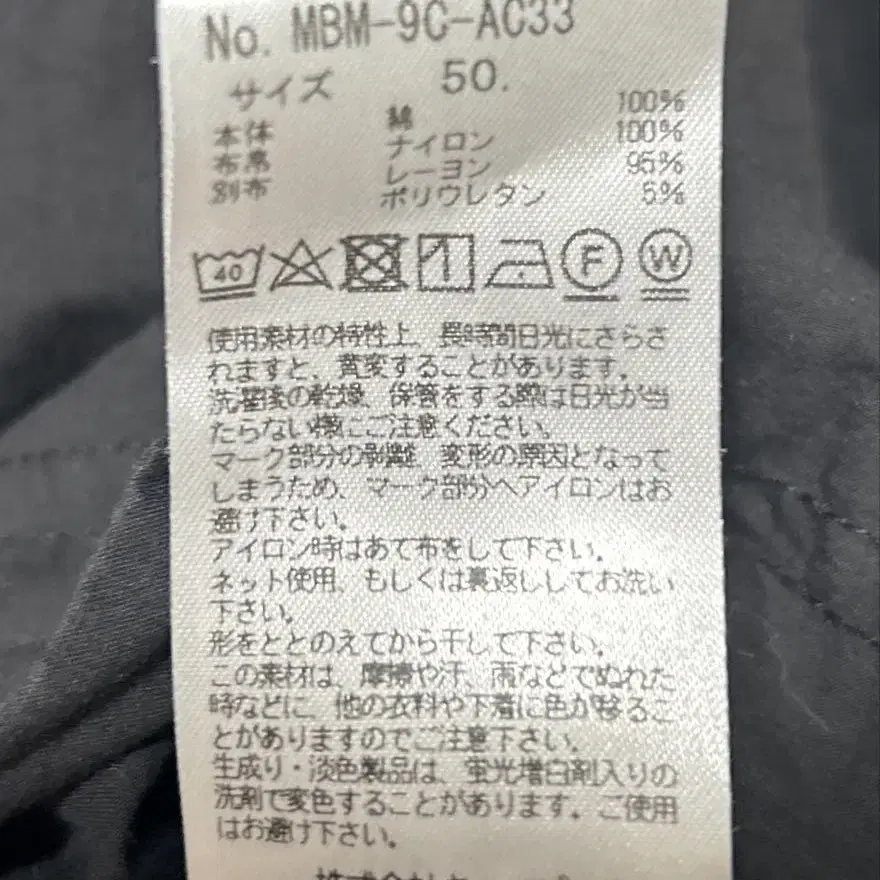 No. MBM-9C-AC33
サイズ 50.
本体 綿 100%
布帛 ナイロン 100%
別布 レーヨン 95%
ポリウレタン 5%
40 F W
使用素材の特性上、長時間日光にさらさ
れますと、黄変することがあります。
洗濯後の乾燥、保管をする際は日光が当
たらない様にご注意ください。
マーク部分の剥離、変形の原因となって
しまうため、マーク部分へアイロンはお
避け下さい。
アイロン時はあて布をして下さい。
ネット使用、もしくは裏返ししてお洗い
下さい。
形をととのえてから干して下さい。
この素材は、摩擦や汗、雨などでぬれた
時などに、他の衣料や下着に色が移るこ
とがありますのでご注意下さい。
生成り・淡色製品は、蛍光増白剤入りの
洗剤で変色することがあります。ご使用
はお避け下さい。
株式会社